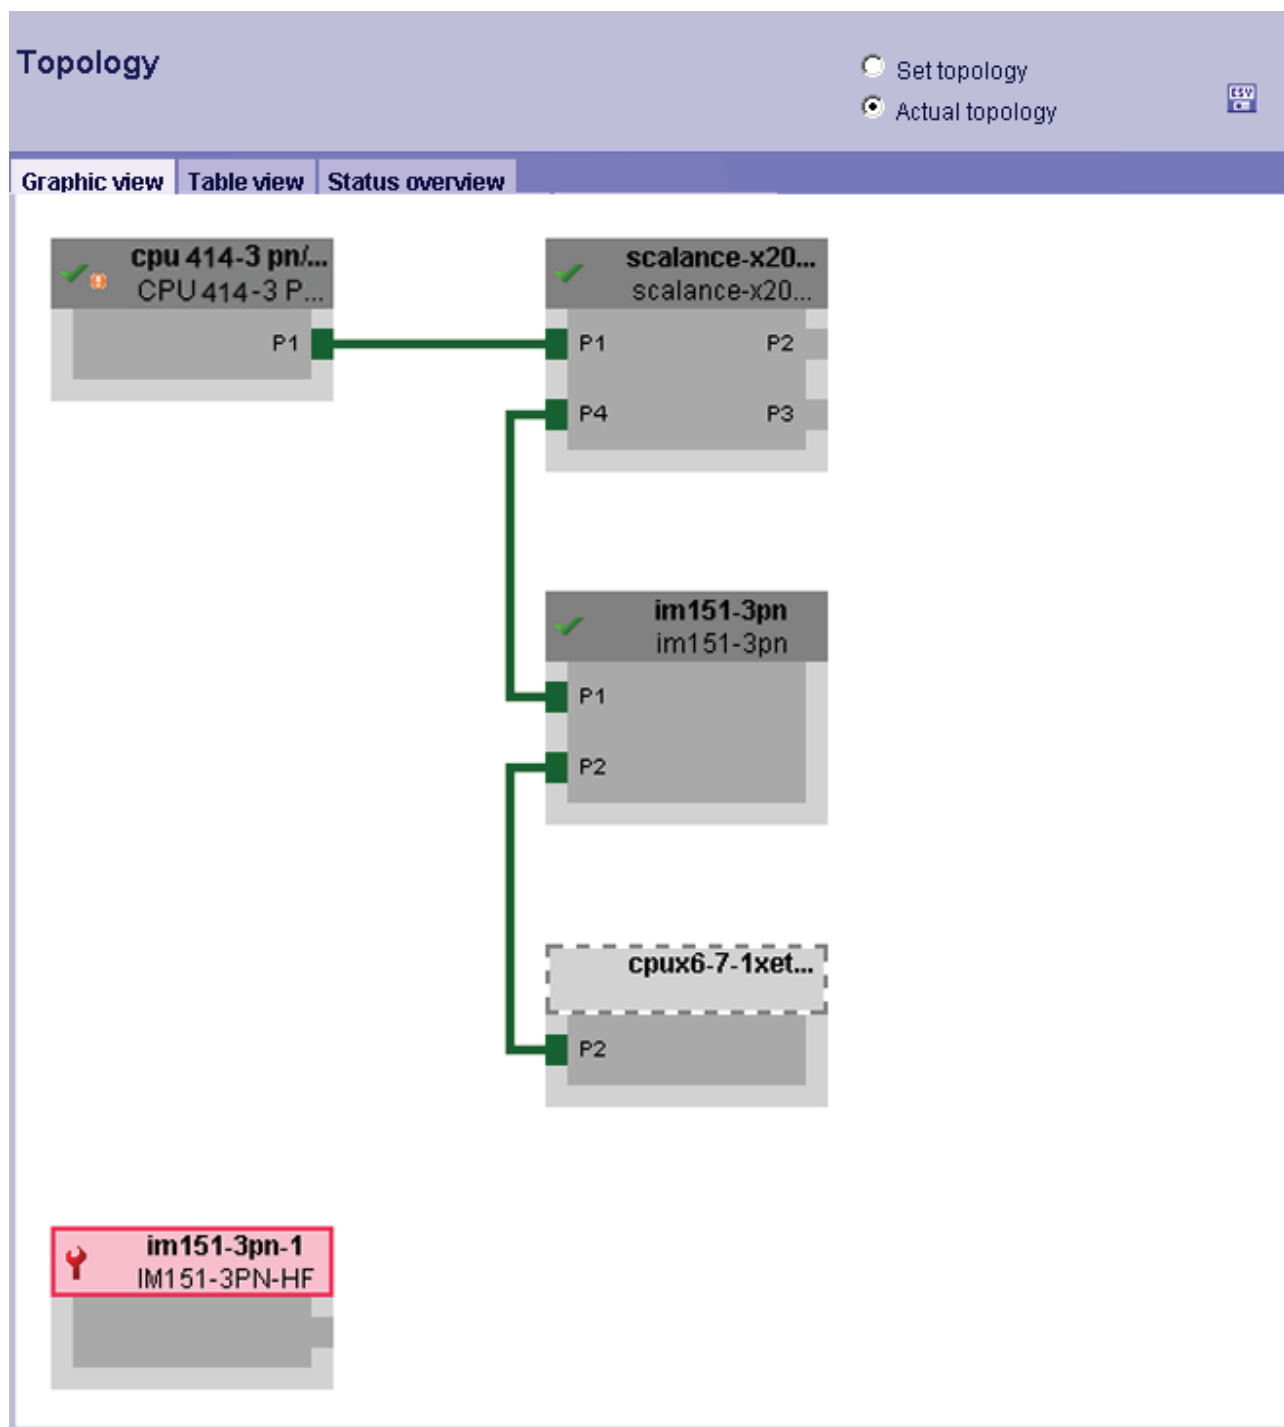 Topology
Set topology
Actual topology
Graphic view Table view Status overview
cpu 414-3 pn/...
CPU 414-3 P...
P1
scalance-x20...
scalance-x20...
P1 P2
P4 P3
im151-3pn
im151-3pn
P1
P2
cpux6-7-1xet...
P2
im151-3pn-1
IM151-3PN-HF